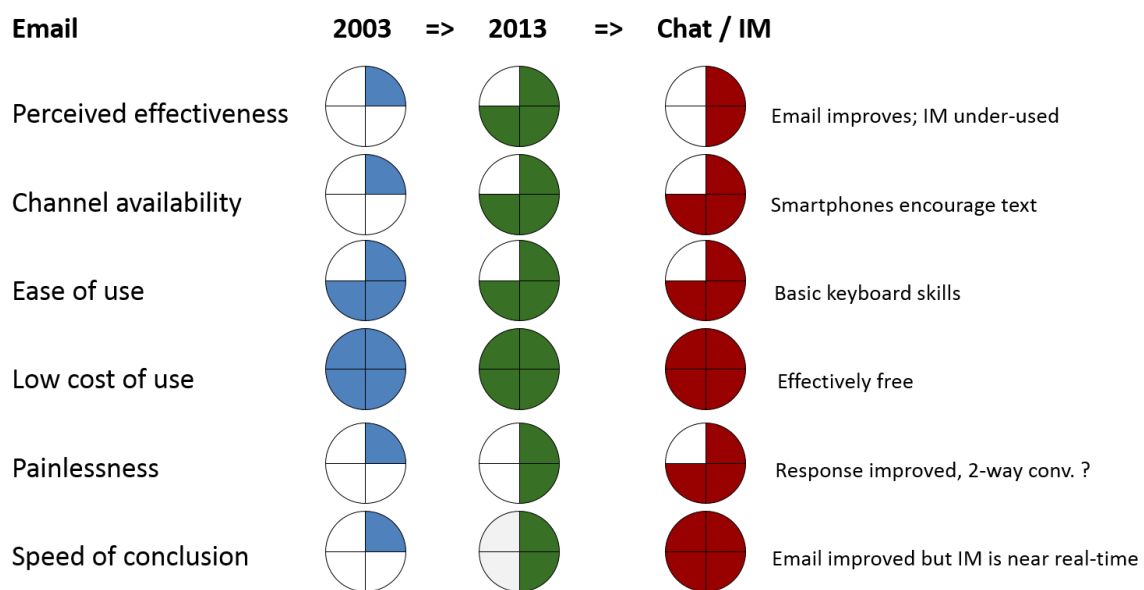 Email 2003 => 2013 => Chat / IM
Perceived effectiveness Email improves; IM under-used
Channel availability Smartphones encourage text
Ease of use Basic keyboard skills
Low cost of use Effectively free
Painlessness Response improved, 2-way conv. ?
Speed of conclusion Email improved but IM is near real-time